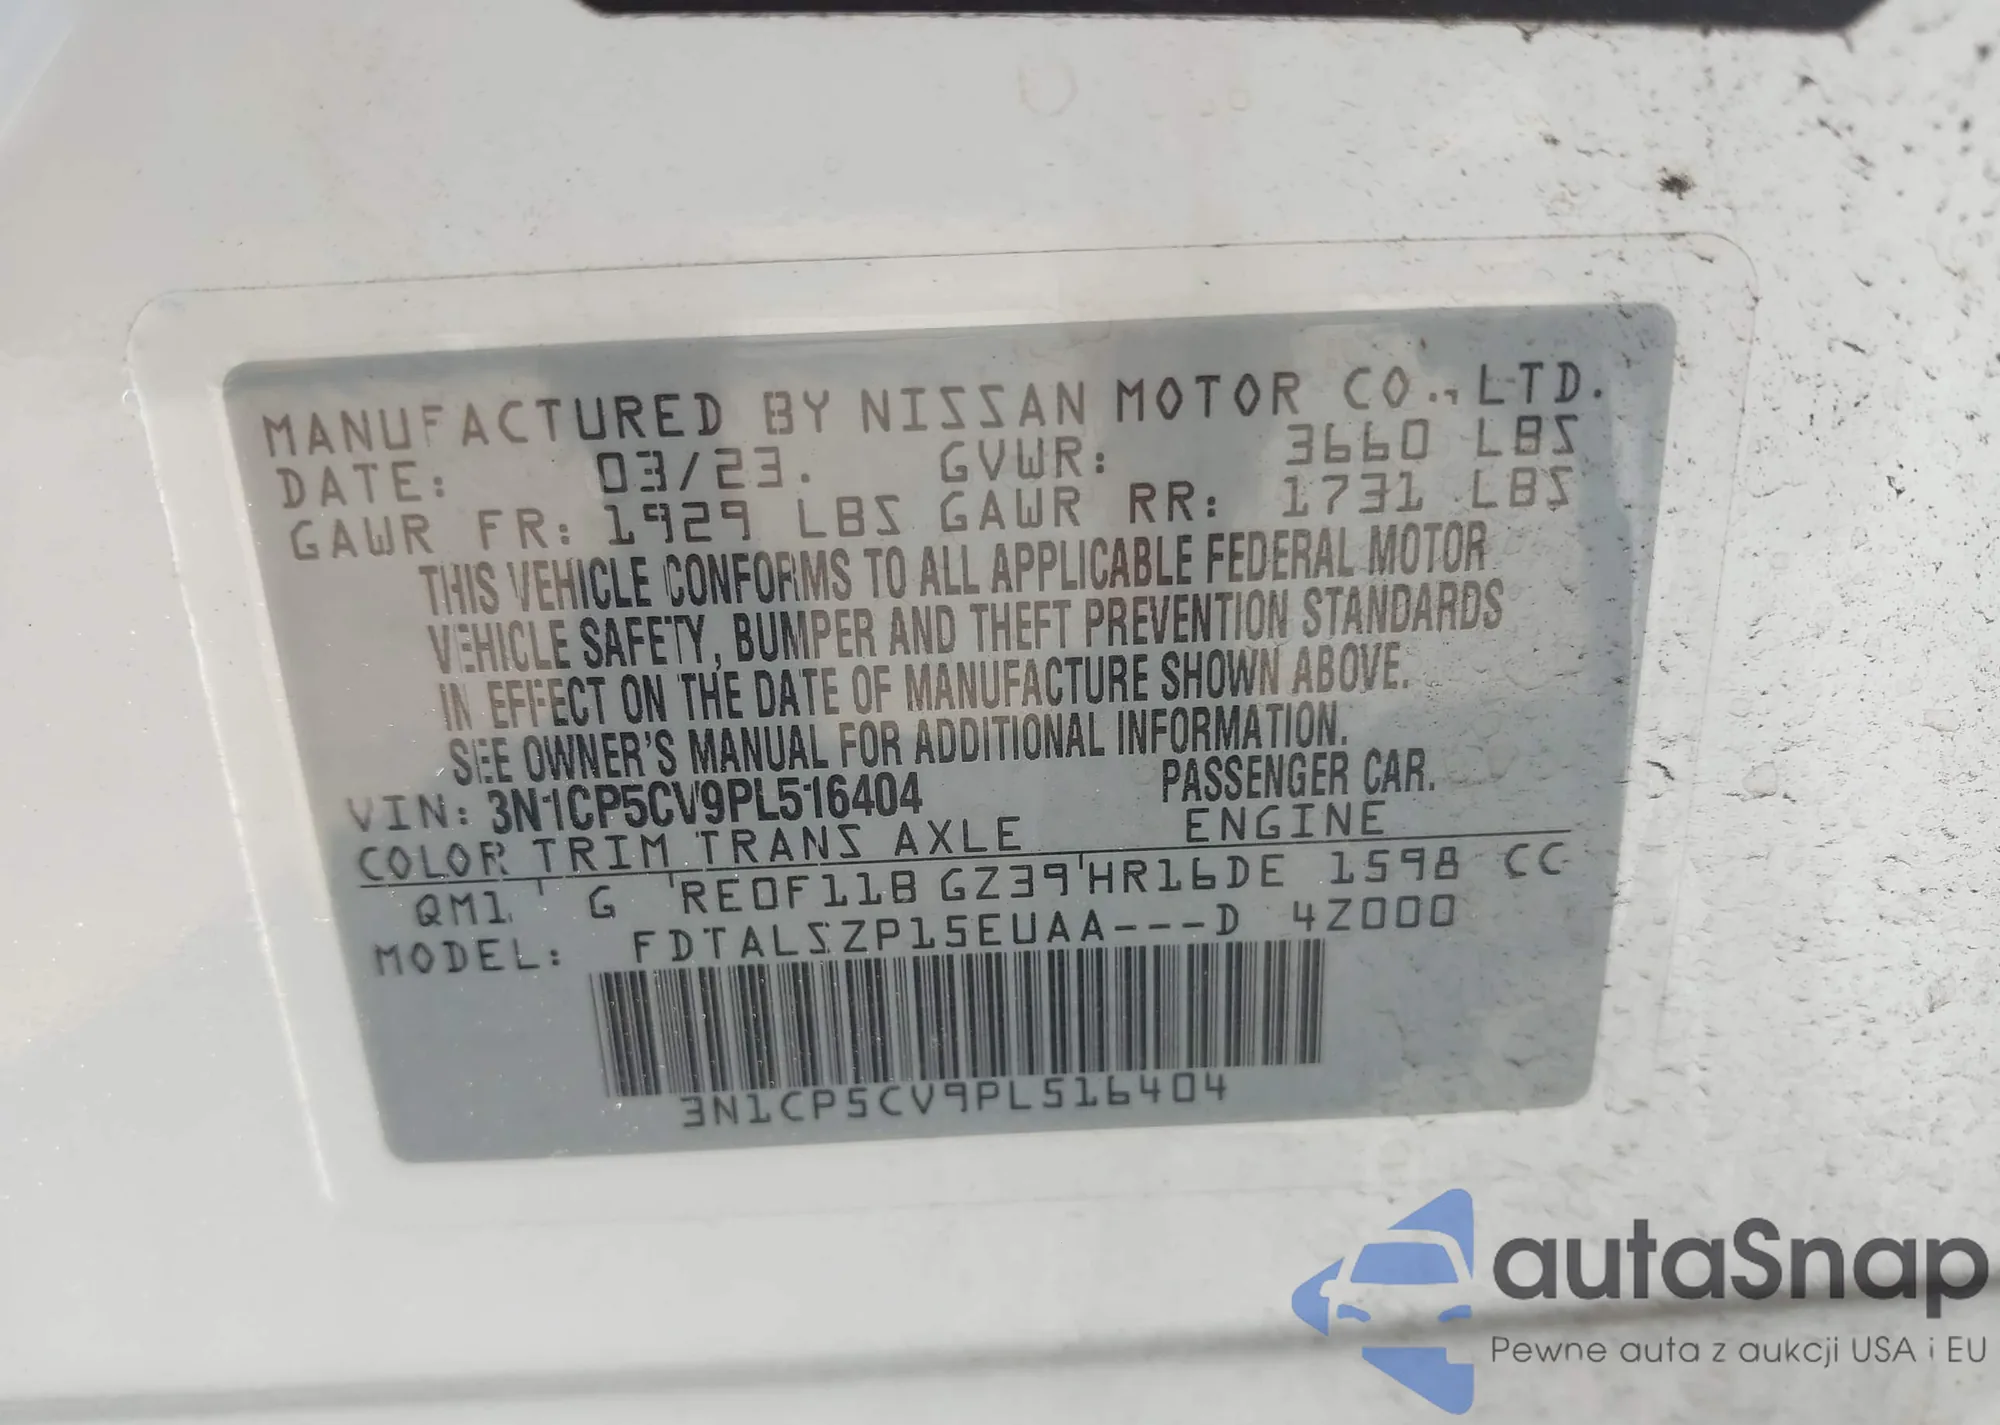 MANUFACTURED BY NISSAN MOTOR CO., LTD.
DATE: 03/23. GVWR: 3660 LBS
GAWR FR: 1929 LBS GAWR RR: 1731 LBS
THIS VEHICLE CONFORMS TO ALL APPLICABLE FEDERAL MOTOR
VEHICLE SAFETY, BUMPER AND THEFT PREVENTION STANDARDS
IN EFFECT ON THE DATE OF MANUFACTURE SHOWN ABOVE.
SEE OWNER'S MANUAL FOR ADDITIONAL INFORMATION.
VIN: 3N1CP5CV9PL516404 PASSENGER CAR.
COLOR TRIM TRANS AXLE ENGINE
QM1 G RE0F11B GZ39 HR16DE 1598 CC
MODEL: FDTALSZP15EUAA---D 4Z000
3N1CP5CV9PL516404
autaSnap
Pewne auta z aukcji USA i EU